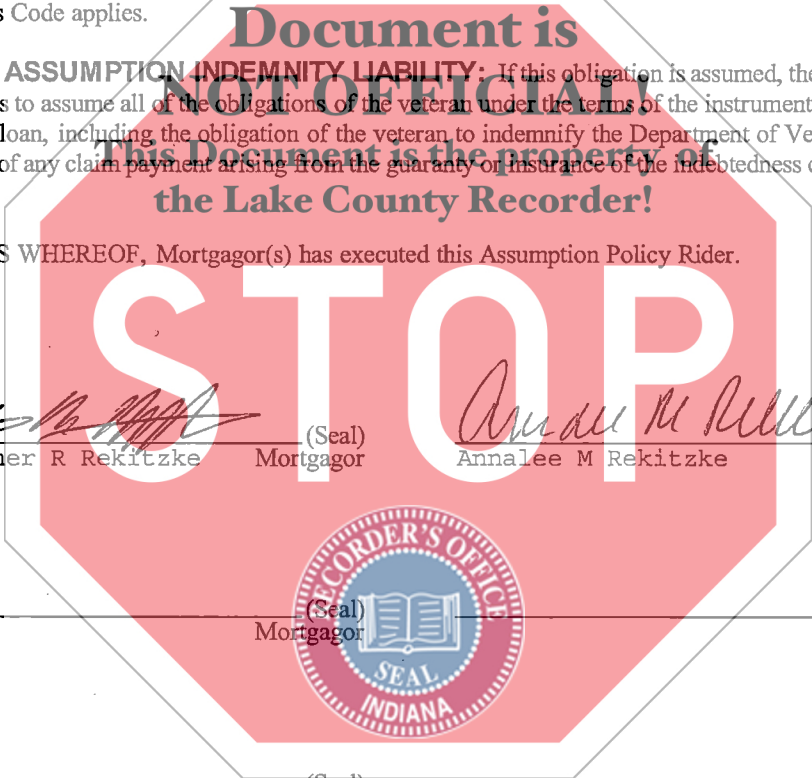 s Code applies.
Document is
ASSUMPTION INDEMNITY LIABILITY: If this obligation is assumed, the
NOT OFFICIAL!
s to assume all of the obligations of the veteran under the terms of the instrument
loan, including the obligation of the veteran to indemnify the Department of Ve
This Document is the property of
of any claim payment arising from the guaranty or insurance of the indebtedness
the Lake County Recorder!
S WHEREOF, Mortgagor(s) has executed this Assumption Policy Rider.
STOP
(Seal)
her R Rekitzke Mortgagor Annalee M Rekitzke
RECORDER'S OFFICE
(Seal)
Mortgagor
SEAL
INDIANA
(Seal)